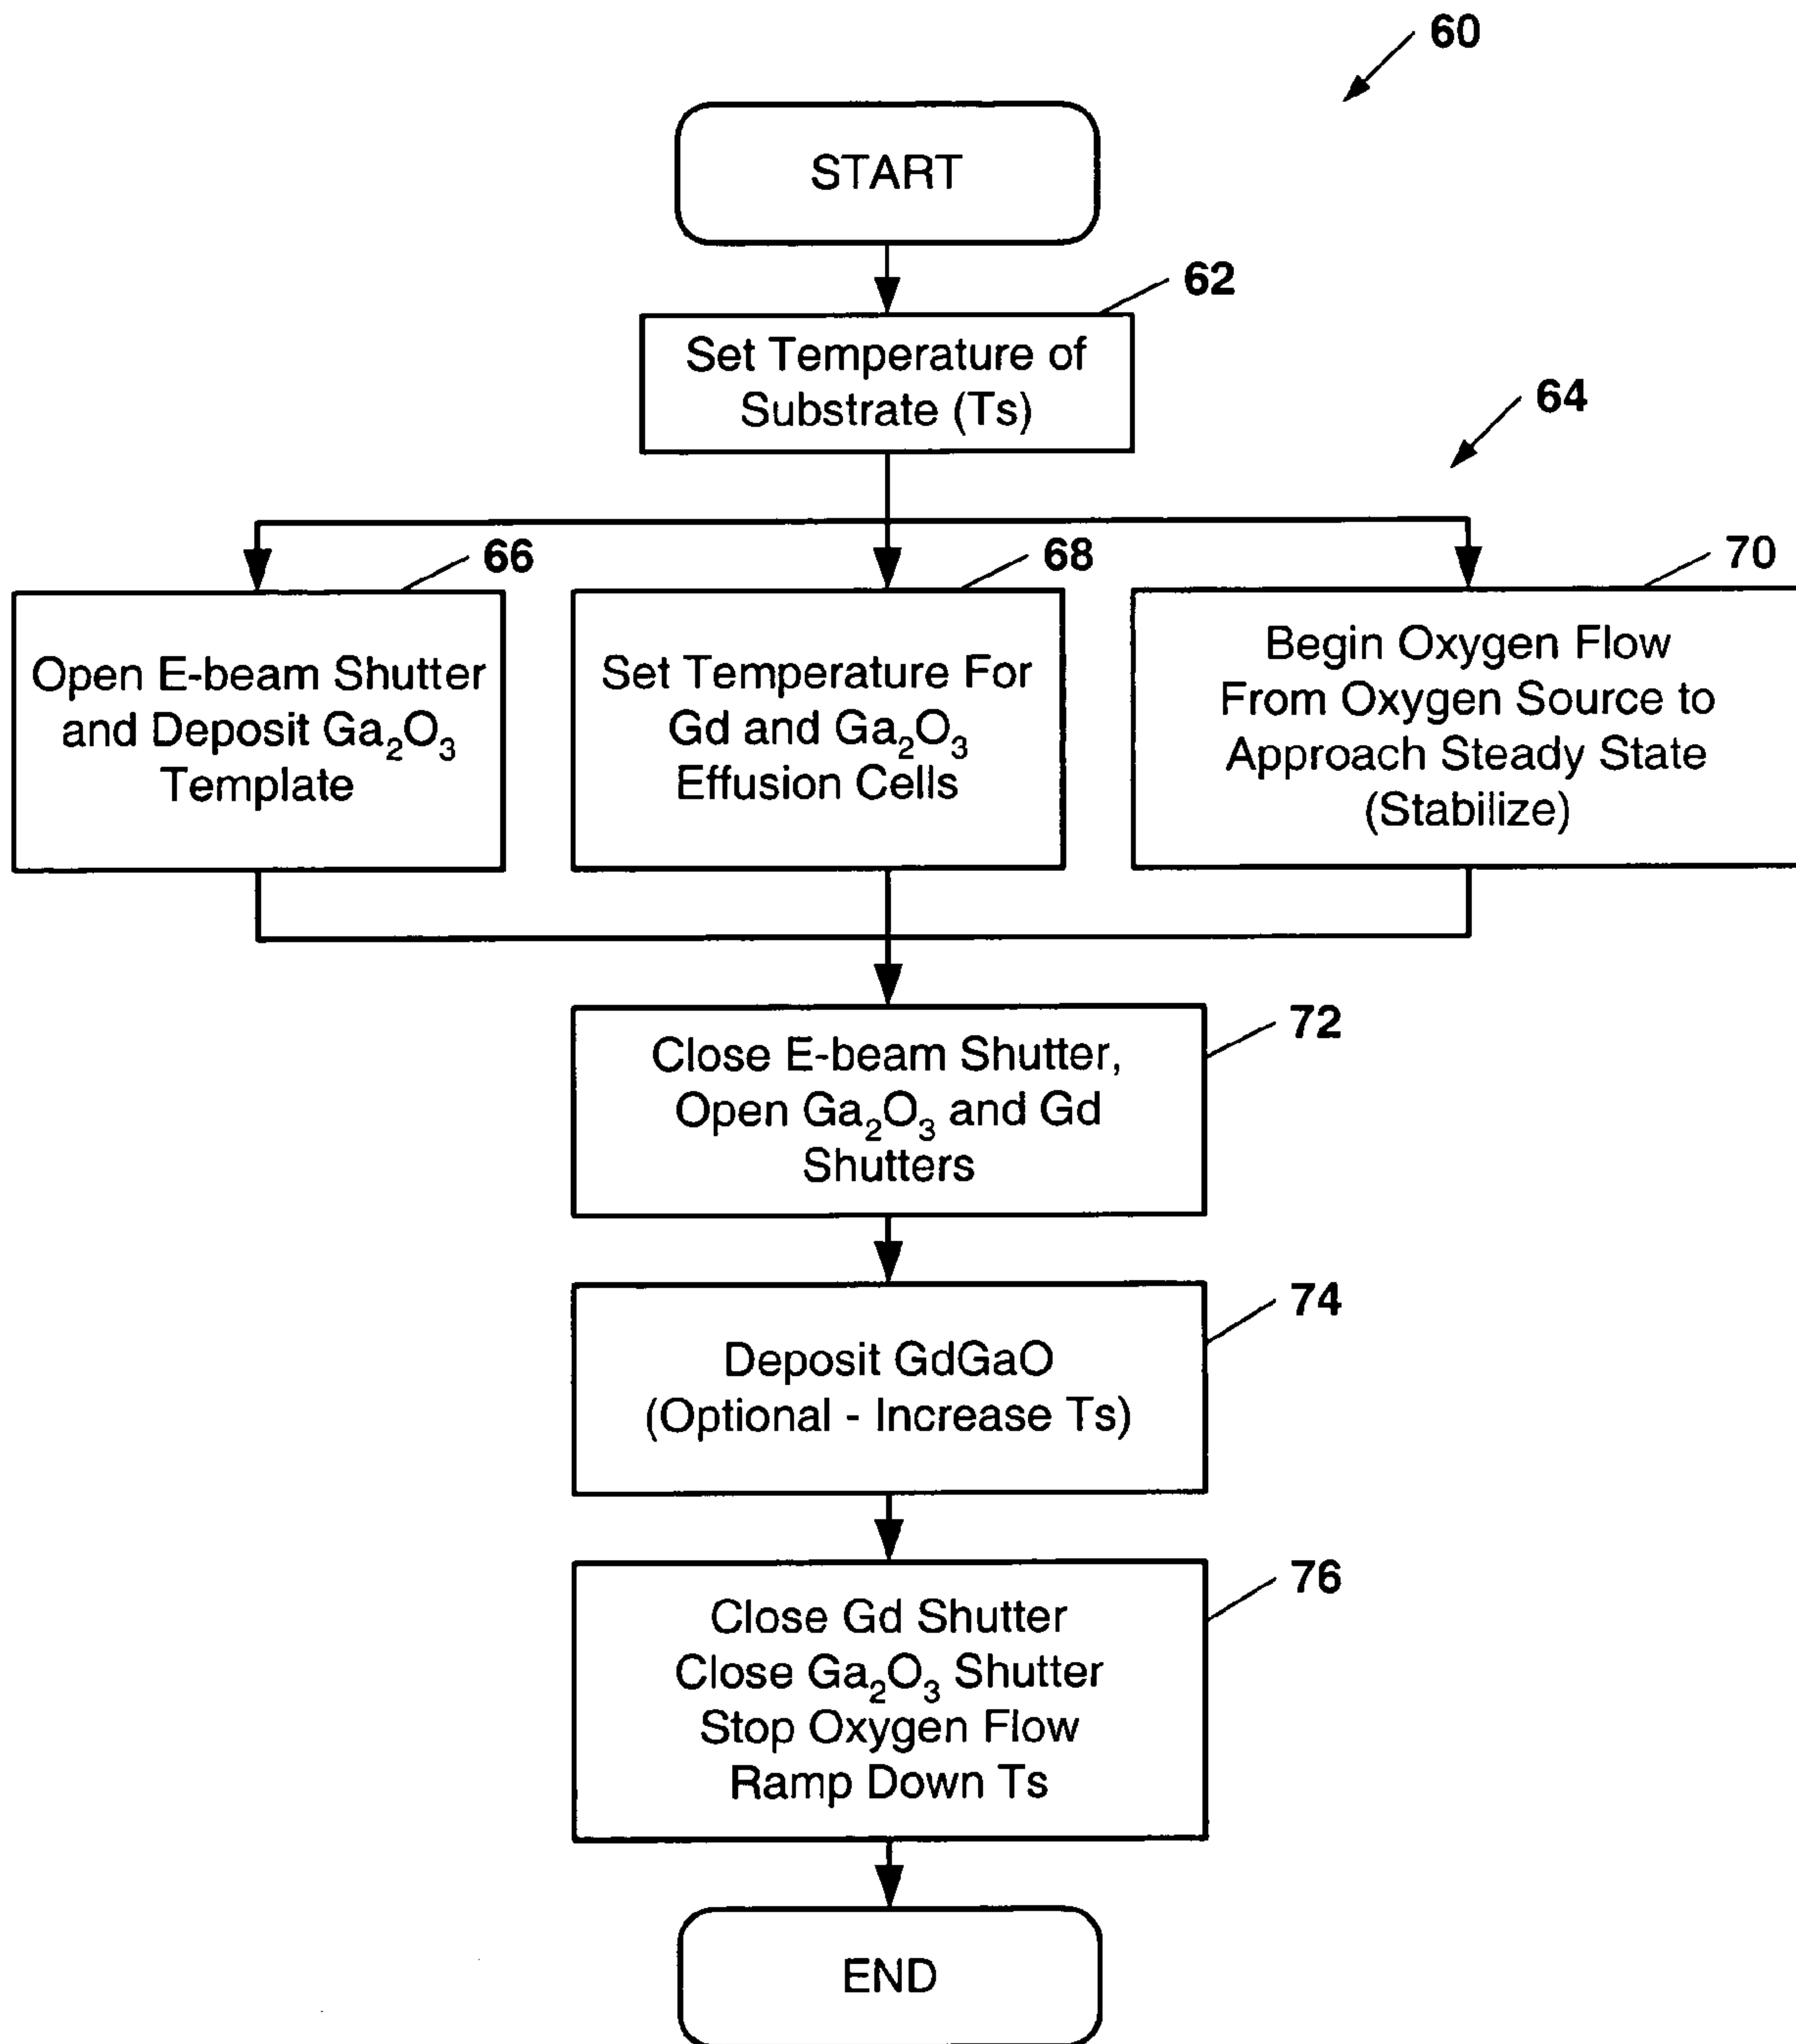 60
START
62
Set Temperature of
Substrate (Ts)
64
66
Open E-beam Shutter
and Deposit Ga₂O₃
Template
68
Set Temperature For
Gd and Ga₂O₃
Effusion Cells
70
Begin Oxygen Flow
From Oxygen Source to
Approach Steady State
(Stabilize)
72
Close E-beam Shutter,
Open Ga₂O₃ and Gd
Shutters
74
Deposit GdGaO
(Optional - Increase Ts)
76
Close Gd Shutter
Close Ga₂O₃ Shutter
Stop Oxygen Flow
Ramp Down Ts
END